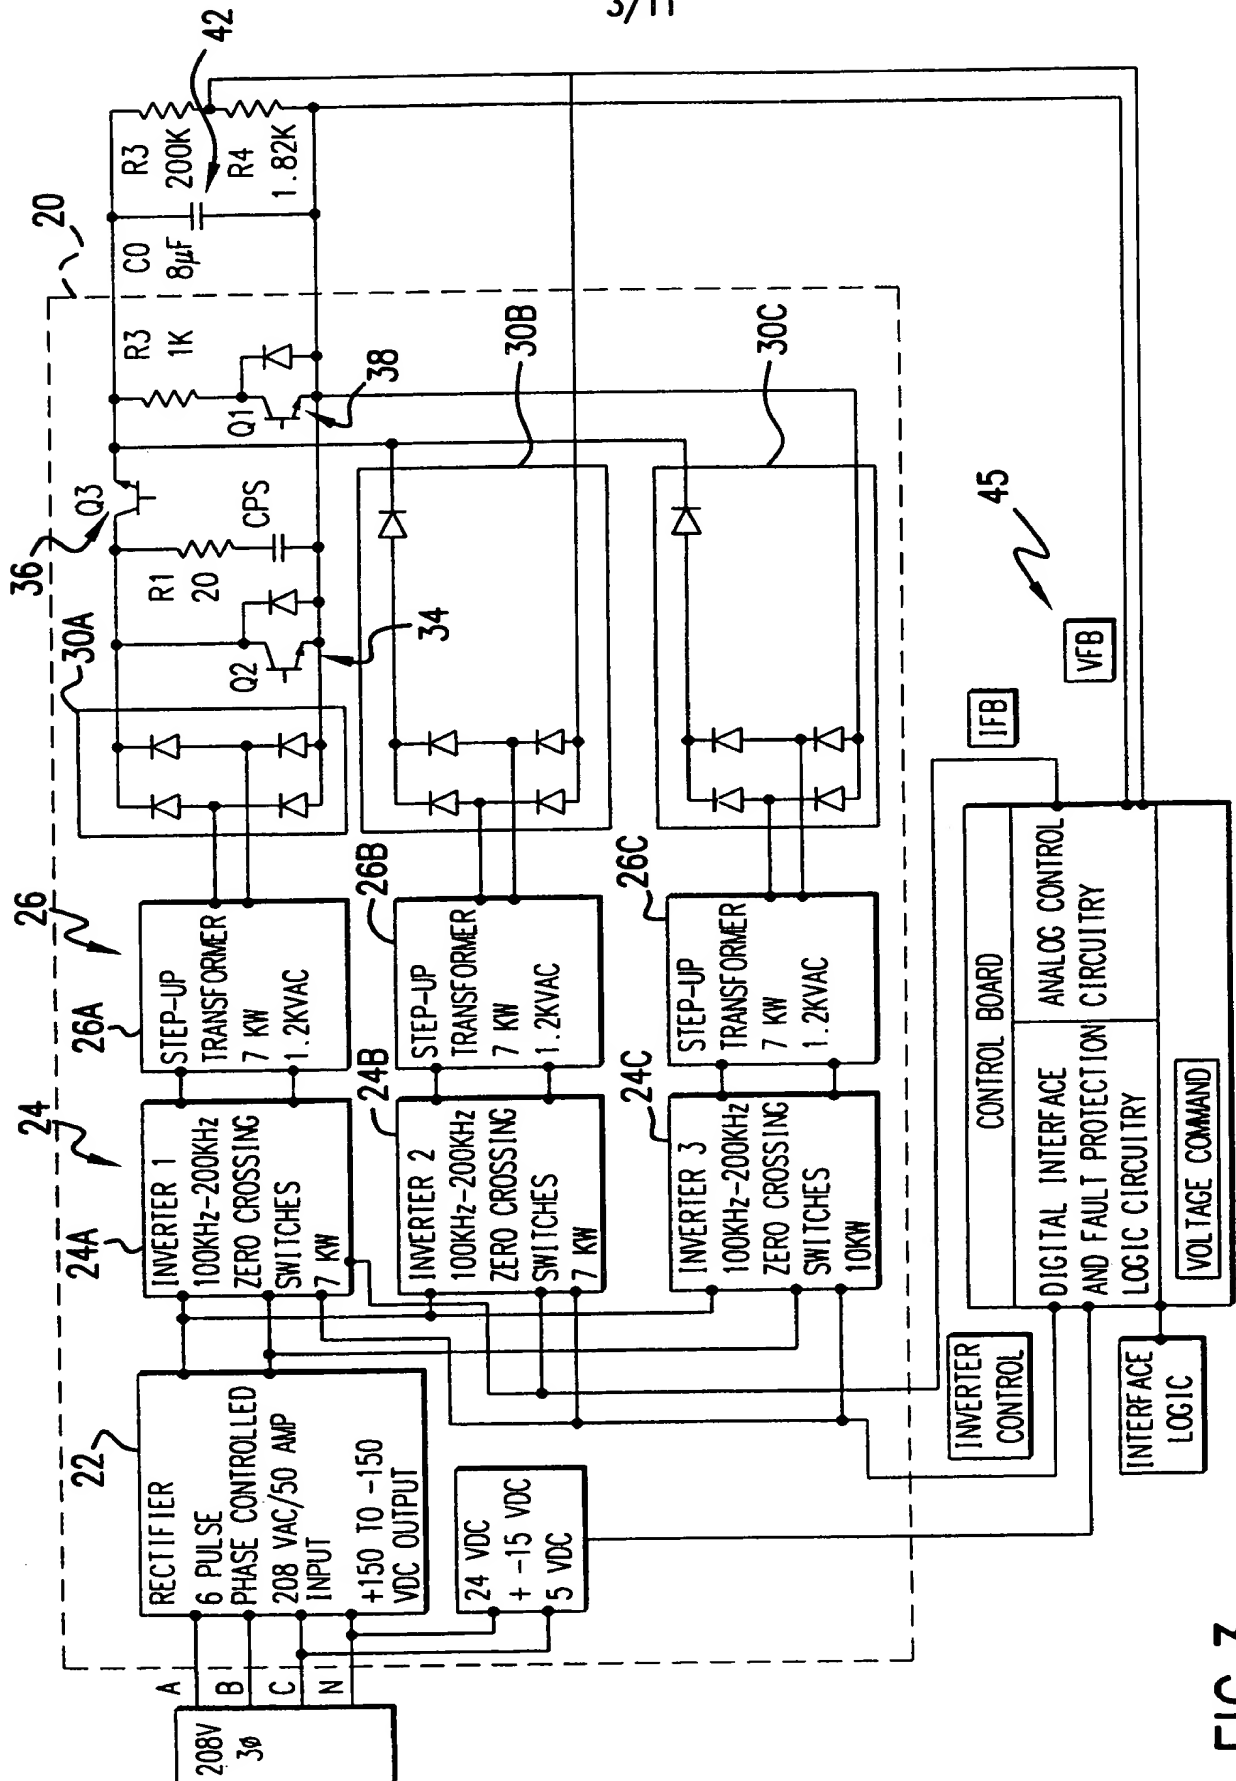 3/11
42
20
R3
200K
R4
1.82K
C0
8µF
R3
1K
Q1
38
30B
30C
36
Q3
R1
20
CPS
Q2
34
30A
45
VFB
IFB
26
26A
STEP-UP
TRANSFORMER
7 KW
1.2KVAC
26B
STEP-UP
TRANSFORMER
7 KW
1.2KVAC
26C
STEP-UP
TRANSFORMER
7 KW
1.2KVAC
24
24A
INVERTER 1
100KHz-200KHz
ZERO CROSSING
SWITCHES
7 KW
24B
INVERTER 2
100KHz-200KHz
ZERO CROSSING
SWITCHES
7 KW
24C
INVERTER 3
100KHz-200KHz
ZERO CROSSING
SWITCHES
10KW
22
RECTIFIER
6 PULSE
PHASE CONTROLLED
208 VAC/50 AMP
INPUT
+150 TO -150
VDC OUTPUT
24 VDC
+ -15 VDC
5 VDC
A
B
C
N
208V
3ø
CONTROL BOARD
DIGITAL INTERFACE
AND FAULT PROTECTION
LOGIC CIRCUITRY
ANALOG CONTROL
CIRCUITRY
VOLTAGE COMMAND
INVERTER
CONTROL
INTERFACE
LOGIC
FIG. 3